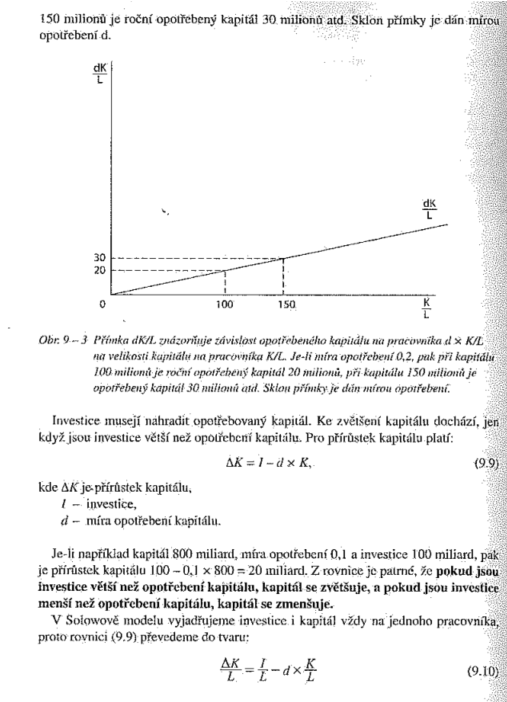 150 milionů je roční opotřebený kapitál 30 milionů atd. Sklon přímky je dán mírou
opotřebení d.
dK
L
dK
L
30
20
0 100 150 K
L
Obr. 9 – 3 Přímka dK/L znázorňuje závislost opotřebeného kapitálu na pracovníka d × K/L
na velikosti kapitálu na pracovníka K/L. Je-li míra opotřebení 0,2, pak při kapitálu
100 milionů je roční opotřebený kapitál 20 milionů, při kapitálu 150 milionů je
opotřebený kapitál 30 milionů atd. Sklon přímky je dán mírou opotřebení.
Investice musejí nahradit opotřebovaný kapitál. Ke zvětšení kapitálu dochází, jen
když jsou investice větší než opotřebení kapitálu. Pro přírůstek kapitálu platí:
ΔK = I – d × K, (9.9)
kde ΔK je přírůstek kapitálu,
I – investice,
d – míra opotřebení kapitálu.
Je-li například kapitál 800 miliard, míra opotřebení 0,1 a investice 100 miliard, pak
je přírůstek kapitálu 100 – 0,1 × 800 = 20 miliard. Z rovnice je patrné, že pokud jsou
investice větší než opotřebení kapitálu, kapitál se zvětšuje, a pokud jsou investice
menší než opotřebení kapitálu, kapitál se zmenšuje.
V Solowově modelu vyjadřujeme investice i kapitál vždy na jednoho pracovníka,
proto rovnici (9.9) převedeme do tvaru:
ΔK/L = I/L – d × K/L (9.10)